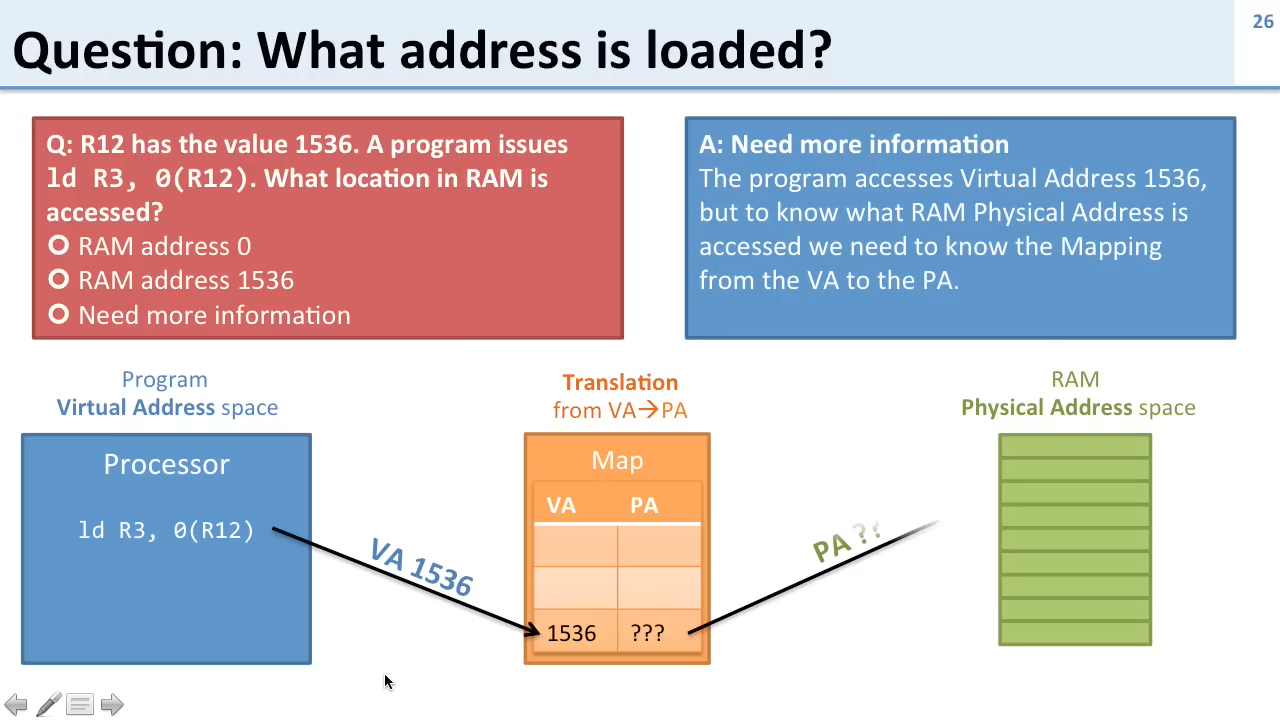 26
Question: What address is loaded?
Q: R12 has the value 1536. A program issues
ld R3, 0(R12). What location in RAM is
accessed?
RAM address 0
RAM address 1536
Need more information
A: Need more information
The program accesses Virtual Address 1536,
but to know what RAM Physical Address is
accessed we need to know the Mapping
from the VA to the PA.
Program
Virtual Address space
Processor
ld R3, 0(R12)
VA 1536
Translation
from VA→PA
Map
VA PA
1536 ???
PA ??
RAM
Physical Address space